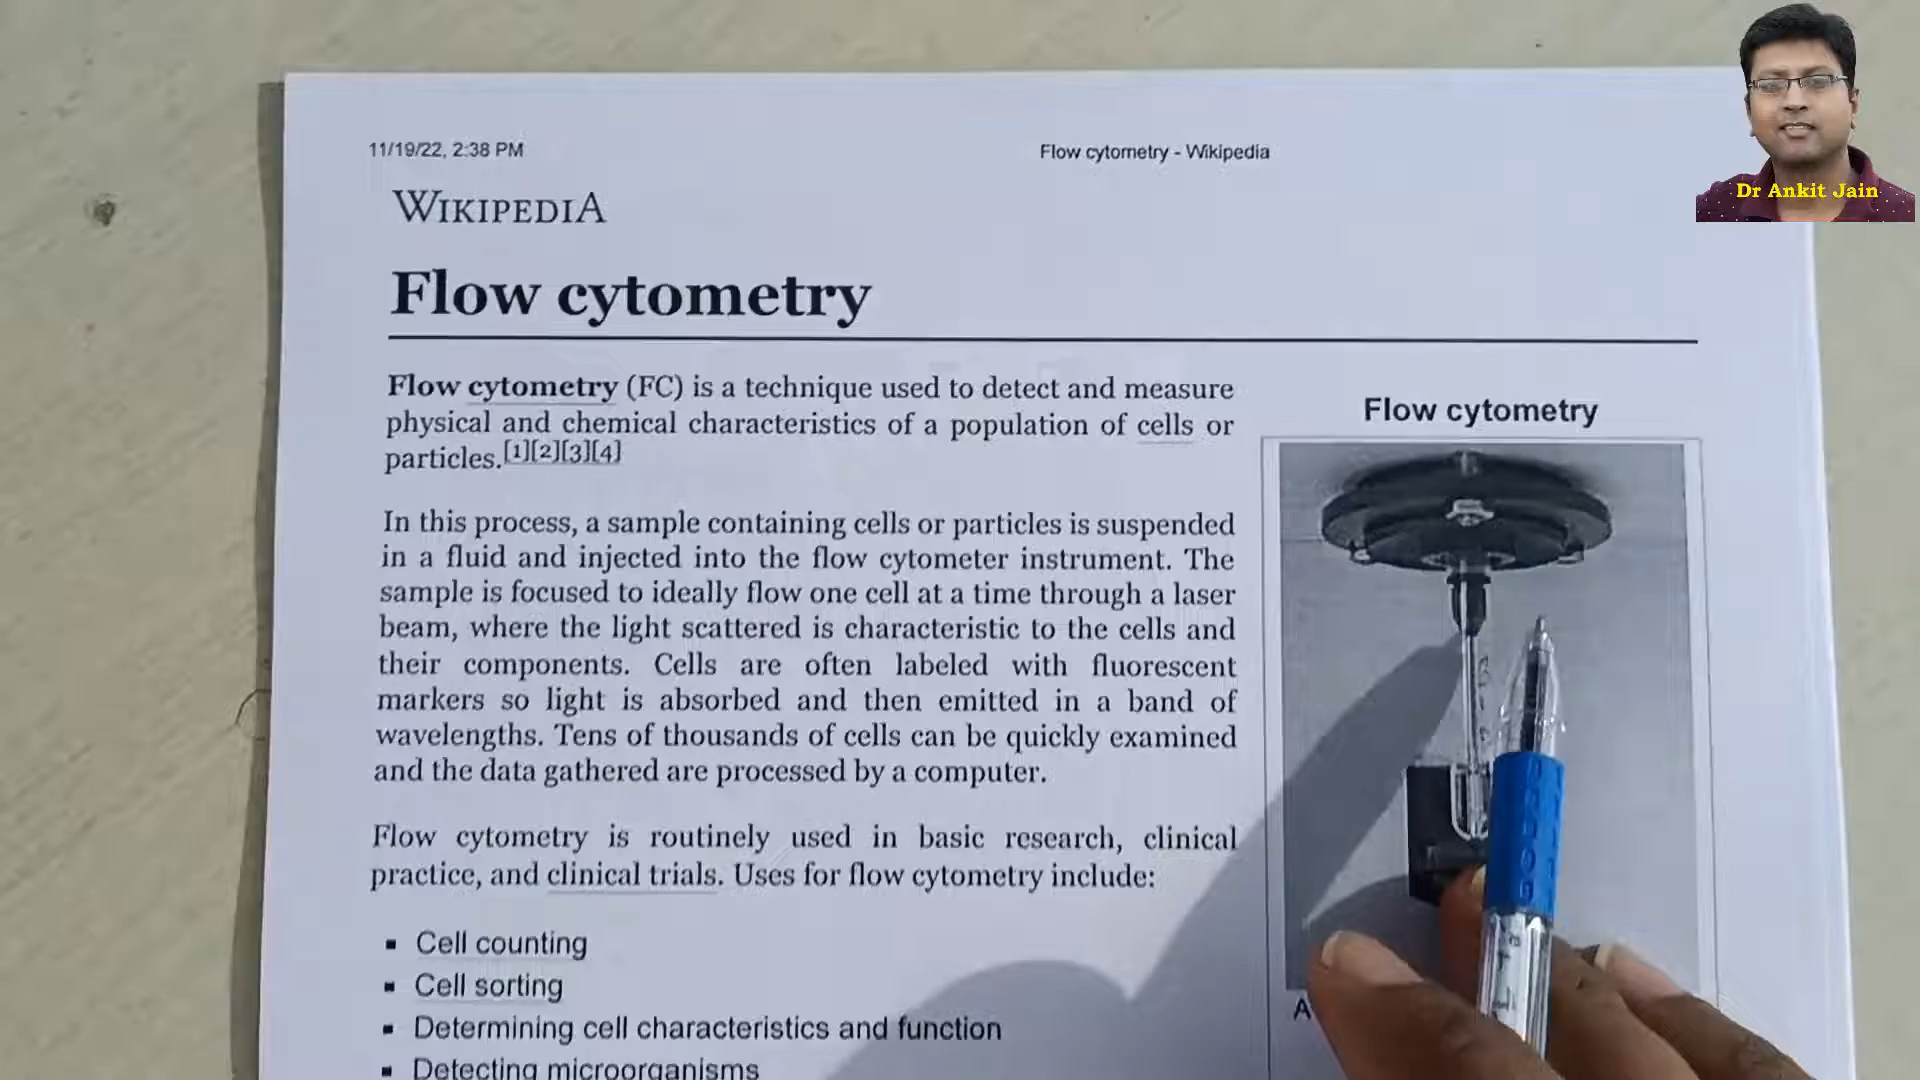 11/19/22, 2:38 PM
Flow cytometry - Wikipedia
Dr Ankit Jain
WIKIPEDIA
Flow cytometry
Flow cytometry (FC) is a technique used to detect and measure
physical and chemical characteristics of a population of cells or
particles.[1][2][3][4]
In this process, a sample containing cells or particles is suspended
in a fluid and injected into the flow cytometer instrument. The
sample is focused to ideally flow one cell at a time through a laser
beam, where the light scattered is characteristic to the cells and
their components. Cells are often labeled with fluorescent
markers so light is absorbed and then emitted in a band of
wavelengths. Tens of thousands of cells can be quickly examined
and the data gathered are processed by a computer.
Flow cytometry is routinely used in basic research, clinical
practice, and clinical trials. Uses for flow cytometry include:
▪ Cell counting
▪ Cell sorting
▪ Determining cell characteristics and function
▪ Detecting microorganisms
Flow cytometry
A